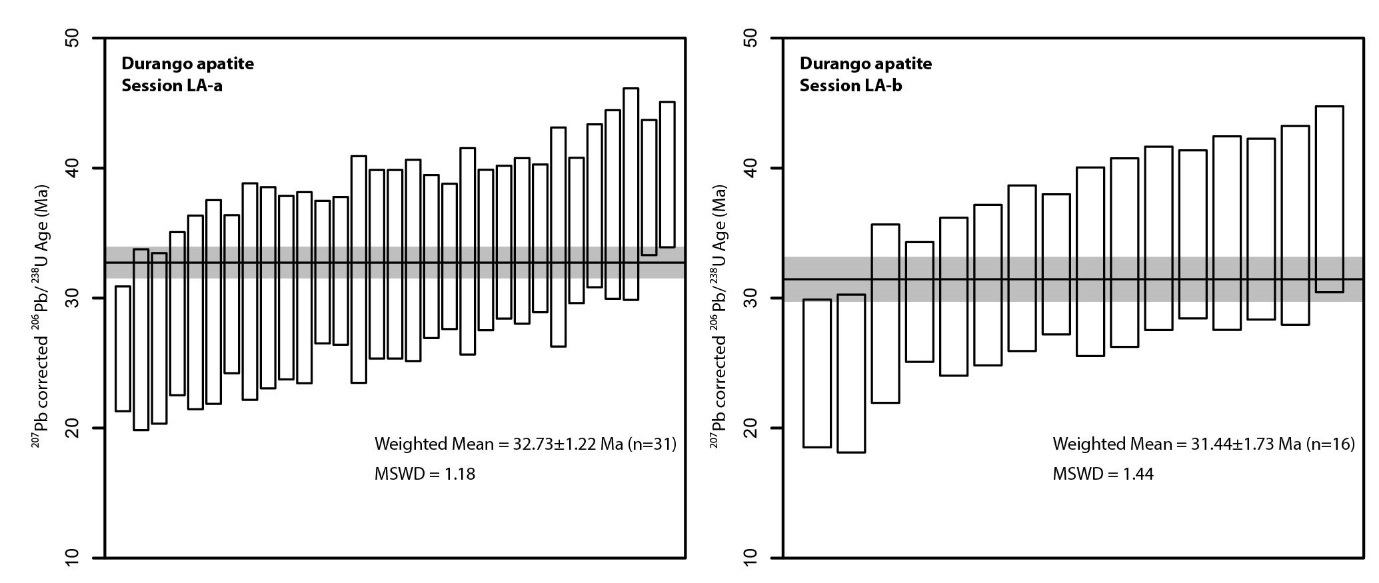 50
40
30
20
10
²⁰⁷Pb corrected ²⁰⁶Pb/²³⁸U Age (Ma)
Durango apatite
Session LA-a
Weighted Mean = 32.73±1.22 Ma (n=31)
MSWD = 1.18
50
40
30
20
10
²⁰⁷Pb corrected ²⁰⁶Pb/²³⁸U Age (Ma)
Durango apatite
Session LA-b
Weighted Mean = 31.44±1.73 Ma (n=16)
MSWD = 1.44